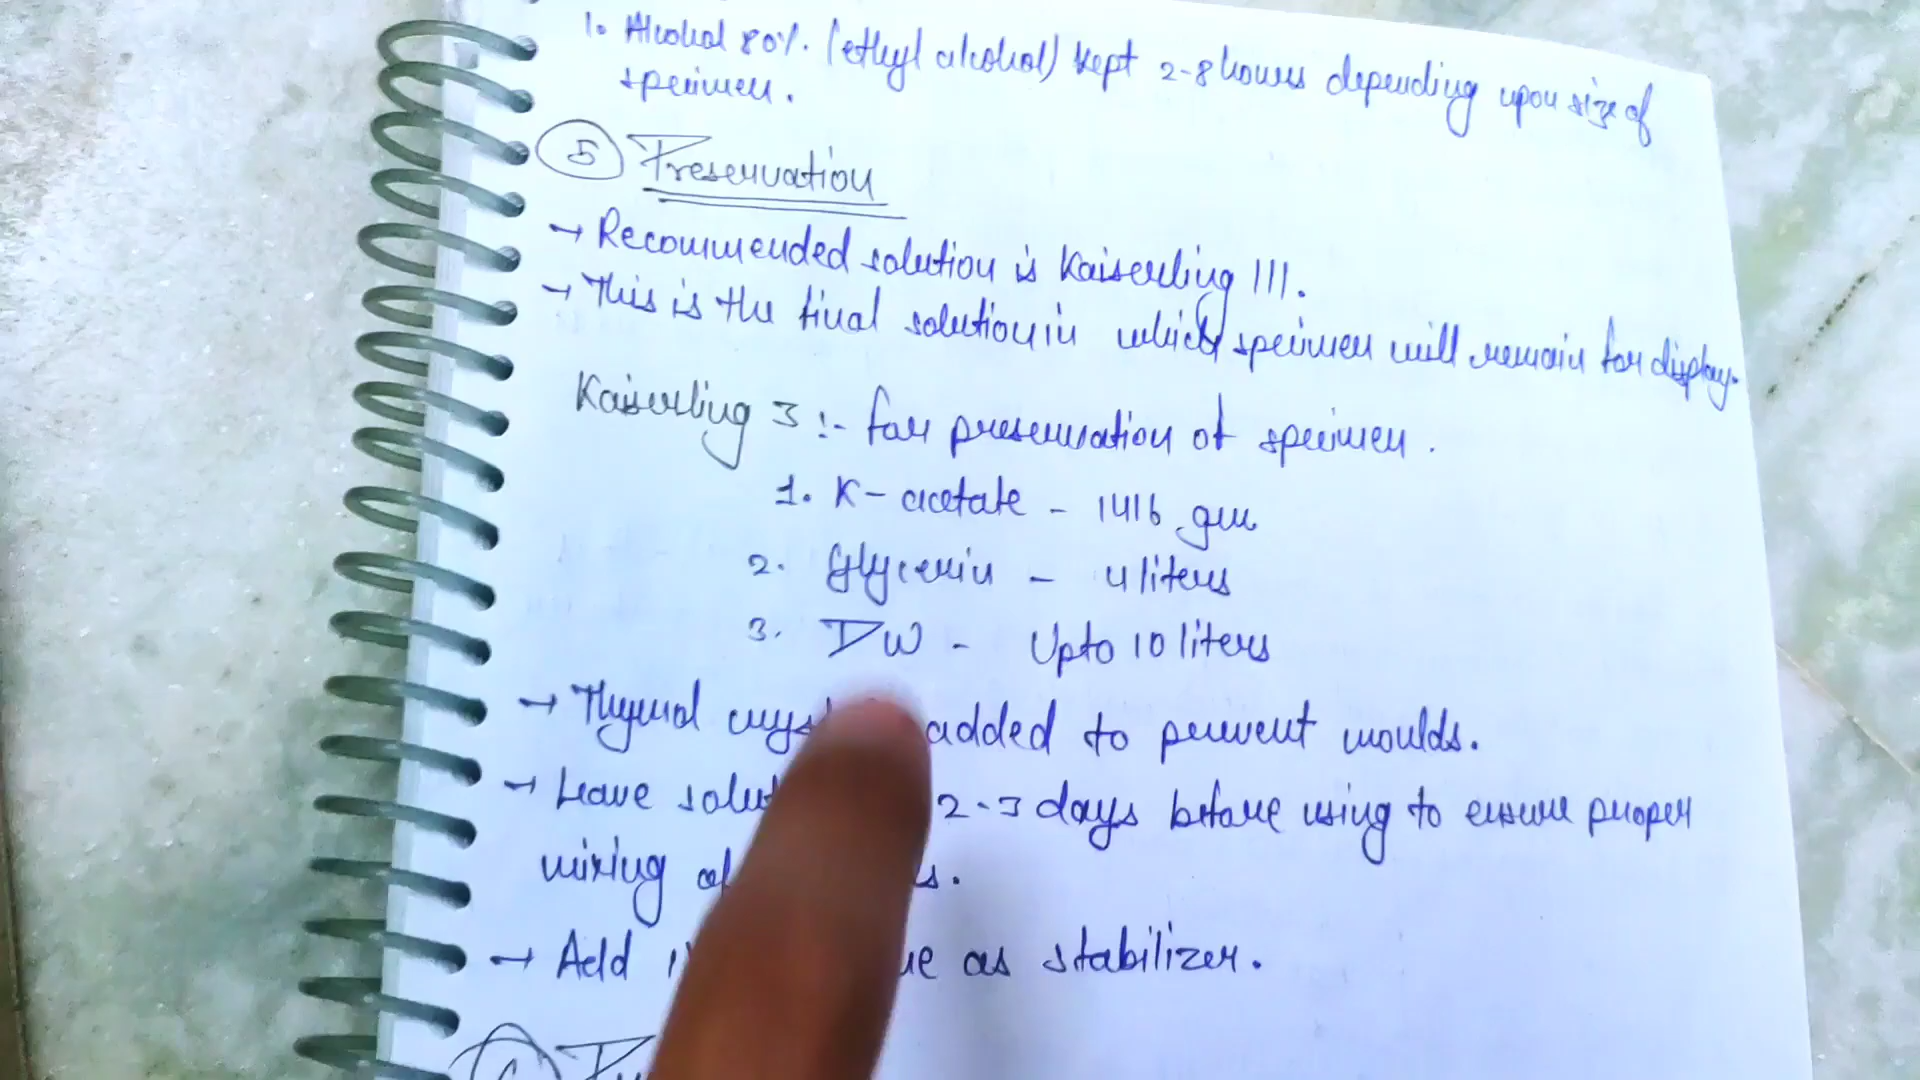 1. Alcohol 80%. (ethyl alcohol) kept 2-8 hours depending upon size of
specimen.
5 Preservation
→ Recommended solution is Kaiserling III.
→ This is the final solution in which specimen will remain for display.
Kaiserling 3 :- for preservation of specimen.
1. K- acetate - 1416 gm
2. Glycerin - 4 liters
3. DW - Upto 10 liters
→ Thymol added to prevent moulds.
→ Leave 2-3 days before using to ensure proper
mixing of
→ Add as stabilizer.